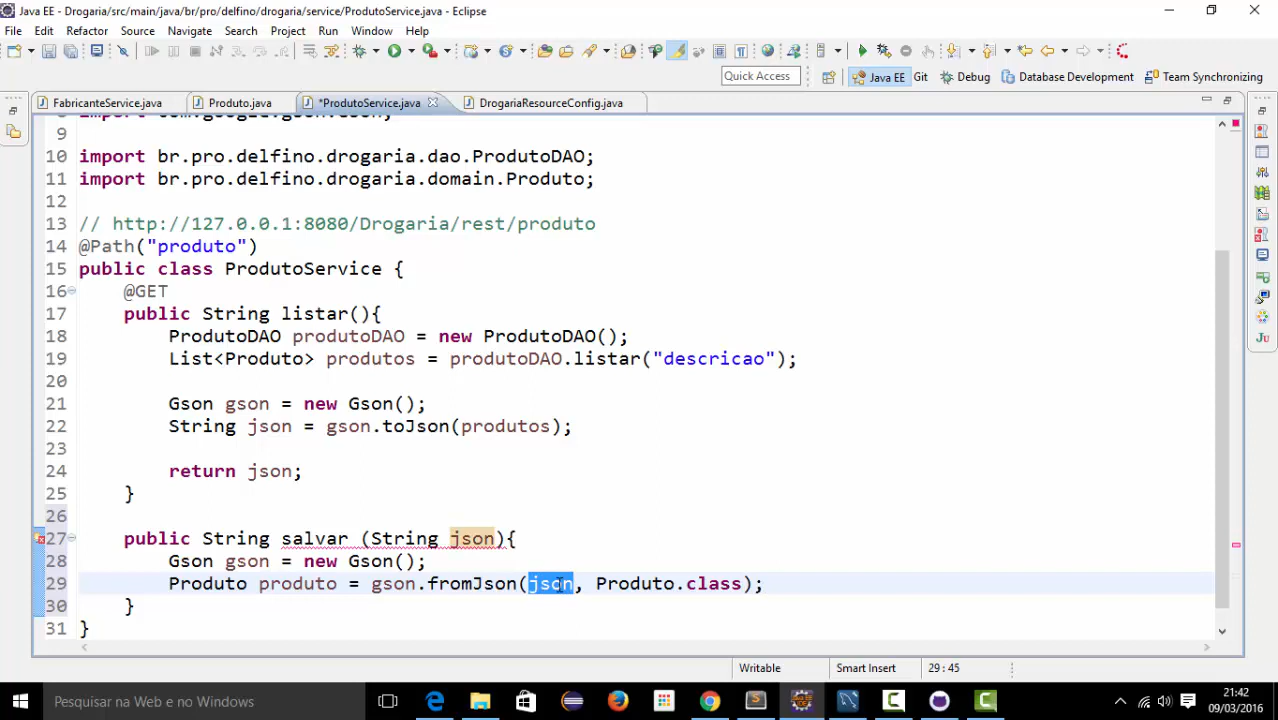 Java EE - Drogaria/src/main/java/br/pro/delfino/drogaria/service/ProdutoService.java - Eclipse
File Edit Refactor Source Navigate Search Project Run Window Help
Quick Access
Java EE
Git
Debug
Database Development
Team Synchronizing
FabricanteService.java
Produto.java
*ProdutoService.java
DrogariaResourceConfig.java
8 import com.google.gson.Gson;
9
10 import br.pro.delfino.drogaria.dao.ProdutoDAO;
11 import br.pro.delfino.drogaria.domain.Produto;
12
13 // http://127.0.0.1:8080/Drogaria/rest/produto
14 @Path("produto")
15 public class ProdutoService {
16 @GET
17 public String listar(){
18 ProdutoDAO produtoDAO = new ProdutoDAO();
19 List<Produto> produtos = produtoDAO.listar("descricao");
20
21 Gson gson = new Gson();
22 String json = gson.toJson(produtos);
23
24 return json;
25 }
26
27 public String salvar (String json){
28 Gson gson = new Gson();
29 Produto produto = gson.fromJson(json, Produto.class);
30 }
31 }
Writable
Smart Insert
29 : 45
Pesquisar na Web e no Windows
21:42
09/03/2016